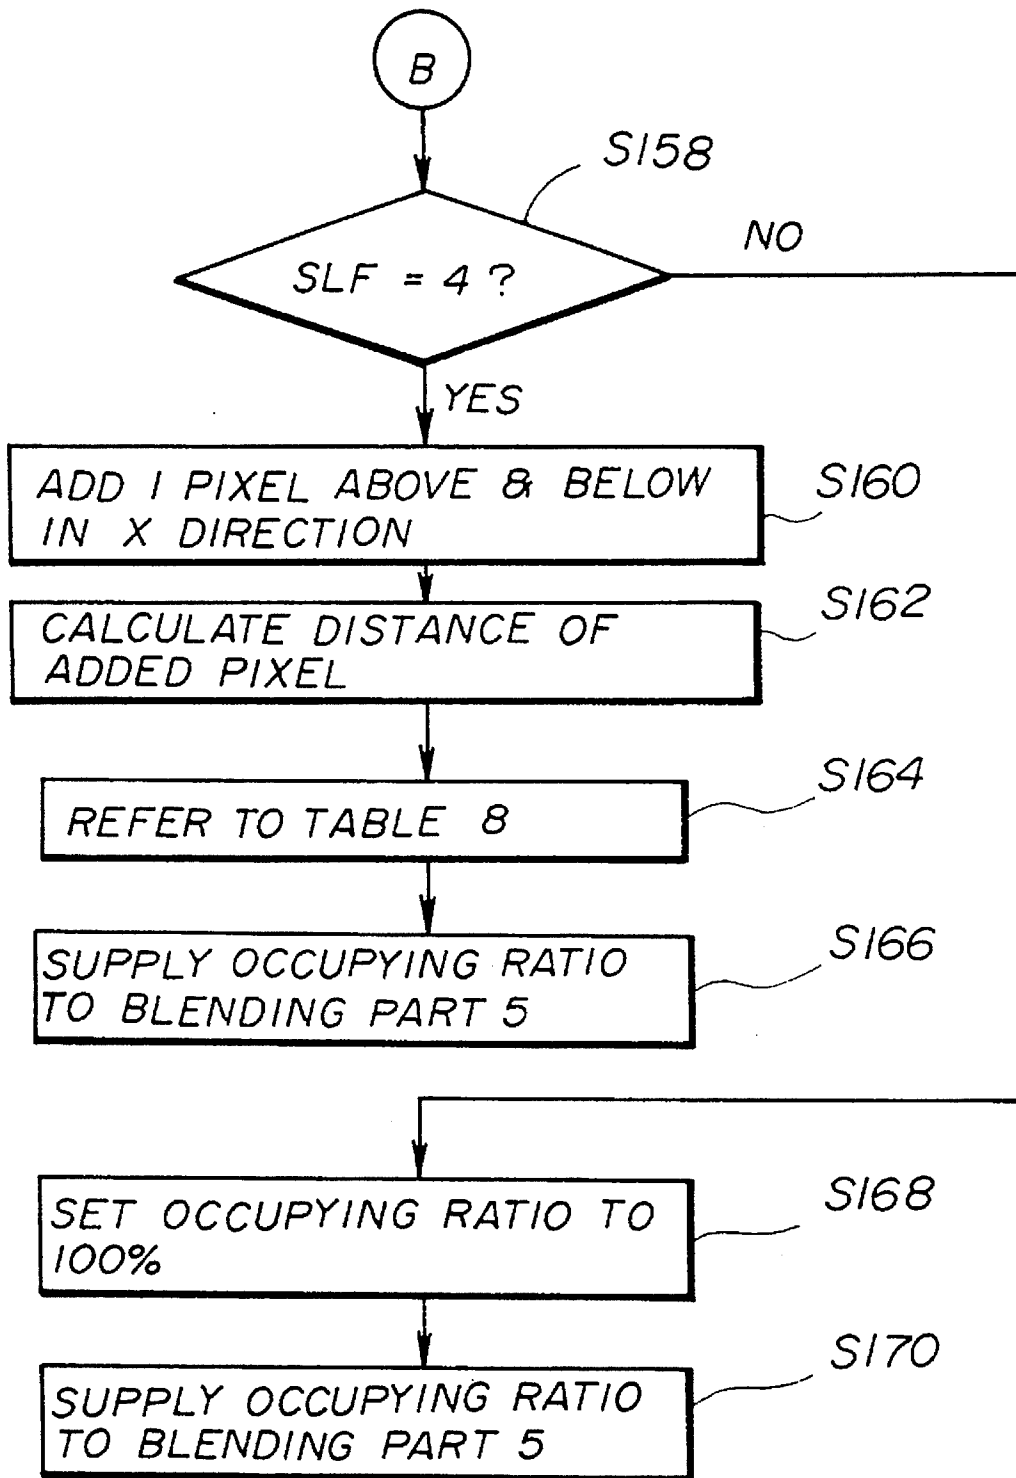 B
S158
NO
SLF = 4 ?
YES
ADD 1 PIXEL ABOVE & BELOW
IN X DIRECTION
S160
CALCULATE DISTANCE OF
ADDED PIXEL
S162
REFER TO TABLE 8
S164
SUPPLY OCCUPYING RATIO
TO BLENDING PART 5
S166
SET OCCUPYING RATIO TO
100%
S168
SUPPLY OCCUPYING RATIO
TO BLENDING PART 5
S170